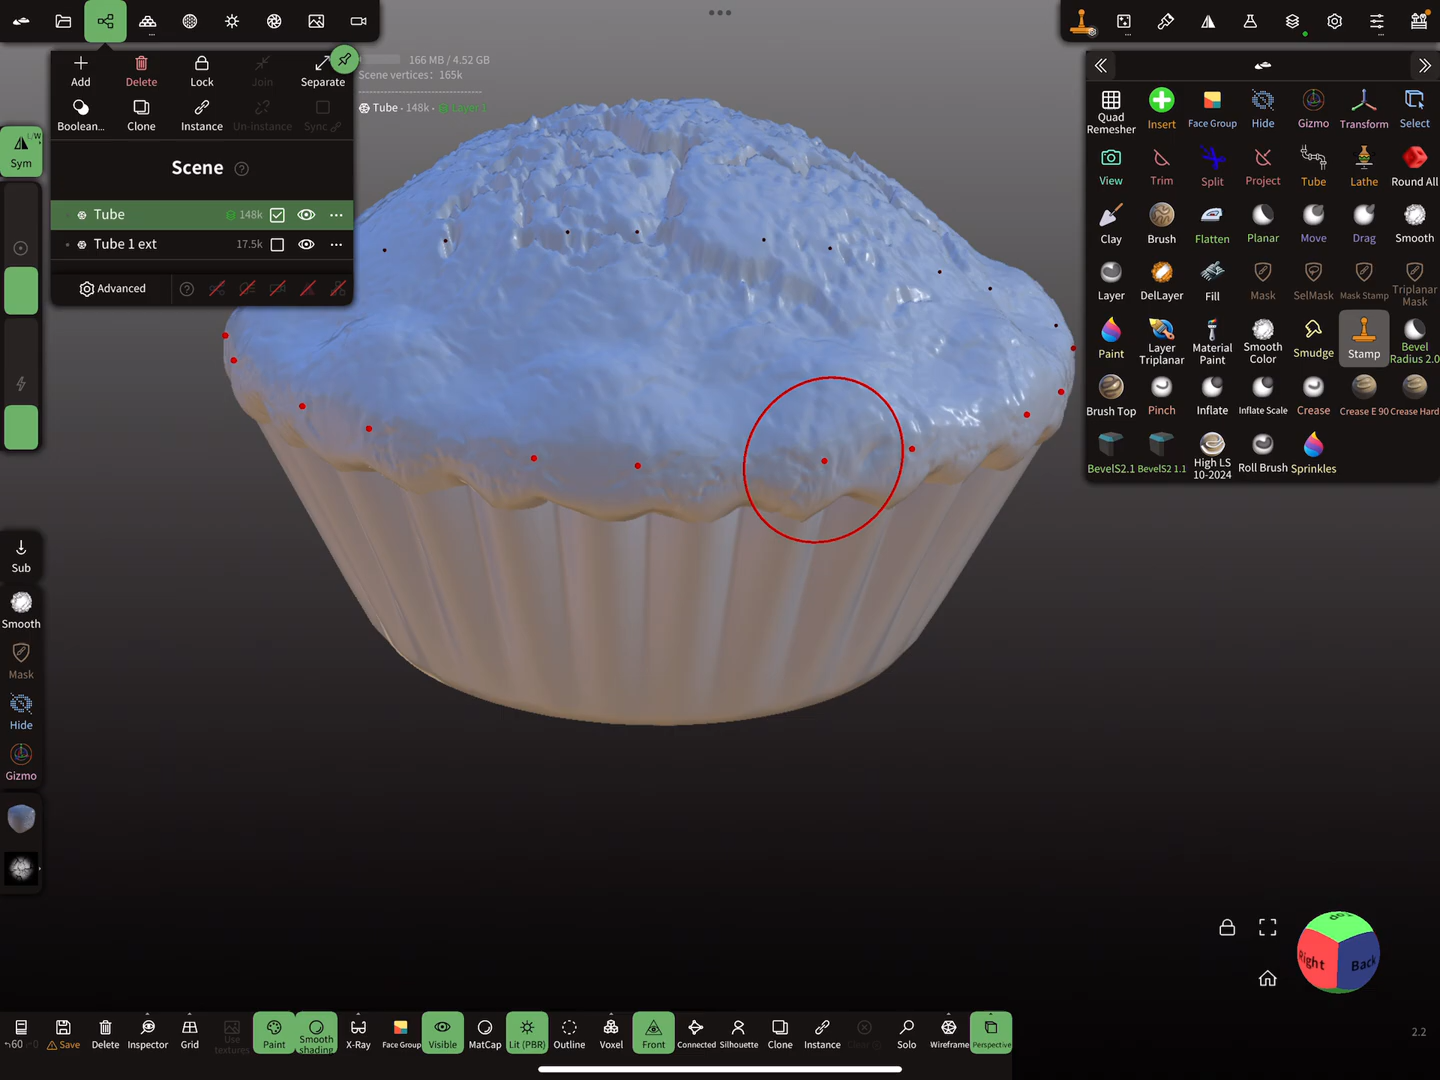 166 MB / 4.52 GB
Scene vertices: 165k
Tube - 148k - Layer 1
Add
Delete
Lock
Join
Separate
Boolean...
Clone
Instance
Un-instance
Sync
Scene
Tube
148k
Tube 1 ext
17.5k
Advanced
L/W
Sym
Sub
Smooth
Mask
Hide
Gizmo
Quad Remesher
Insert
Face Group
Hide
Gizmo
Transform
Select
View
Trim
Split
Project
Tube
Lathe
Round All
Clay
Brush
Flatten
Planar
Move
Drag
Smooth
Layer
DelLayer
Fill
Mask
SelMask
Mask Stamp
Triplanar Mask
Paint
Layer Triplanar
Material Paint
Smooth Color
Smudge
Stamp
Bevel Radius 2.0
Brush Top
Pinch
Inflate
Inflate Scale
Crease
Crease E 90
Crease Hard
BevelS2.1
BevelS2 1.1
High LS 10-2024
Roll Brush
Sprinkles
Top
Right
Back
60
0
Save
Delete
Inspector
Grid
Use textures
Paint
Smooth shading
X-Ray
Face Group
Visible
MatCap
Lit (PBR)
Outline
Voxel
Front
Connected
Silhouette
Clone
Instance
Solo
Wireframe
Perspective
2.2